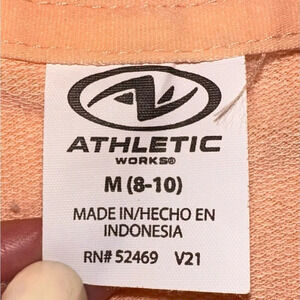 ATHLETIC
WORKS®
M (8-10)
MADE IN/HECHO EN
INDONESIA
RN# 52469 V21